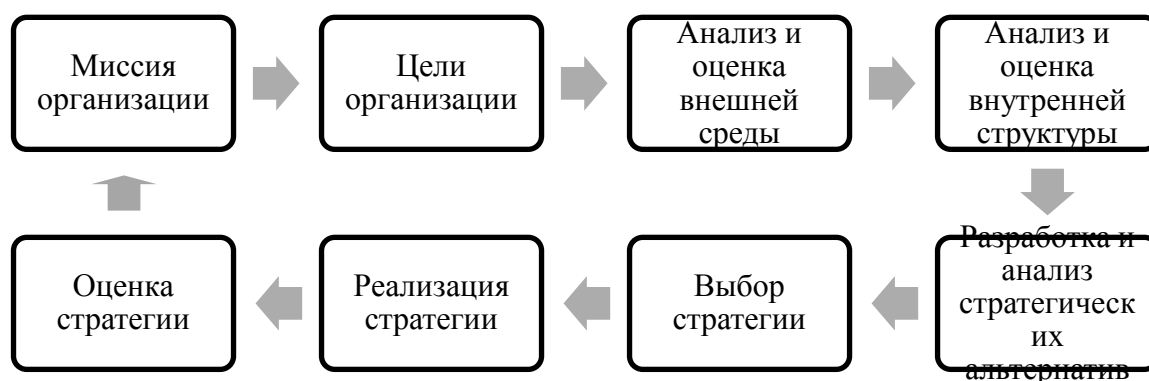 Миссия
организации
Цели
организации
Анализ и
оценка
внешней
среды
Анализ и
оценка
внутренней
структуры
Оценка
стратегии
Реализация
стратегии
Выбор
стратегии
Разработка и
анализ
стратегическ
их
альтернатив